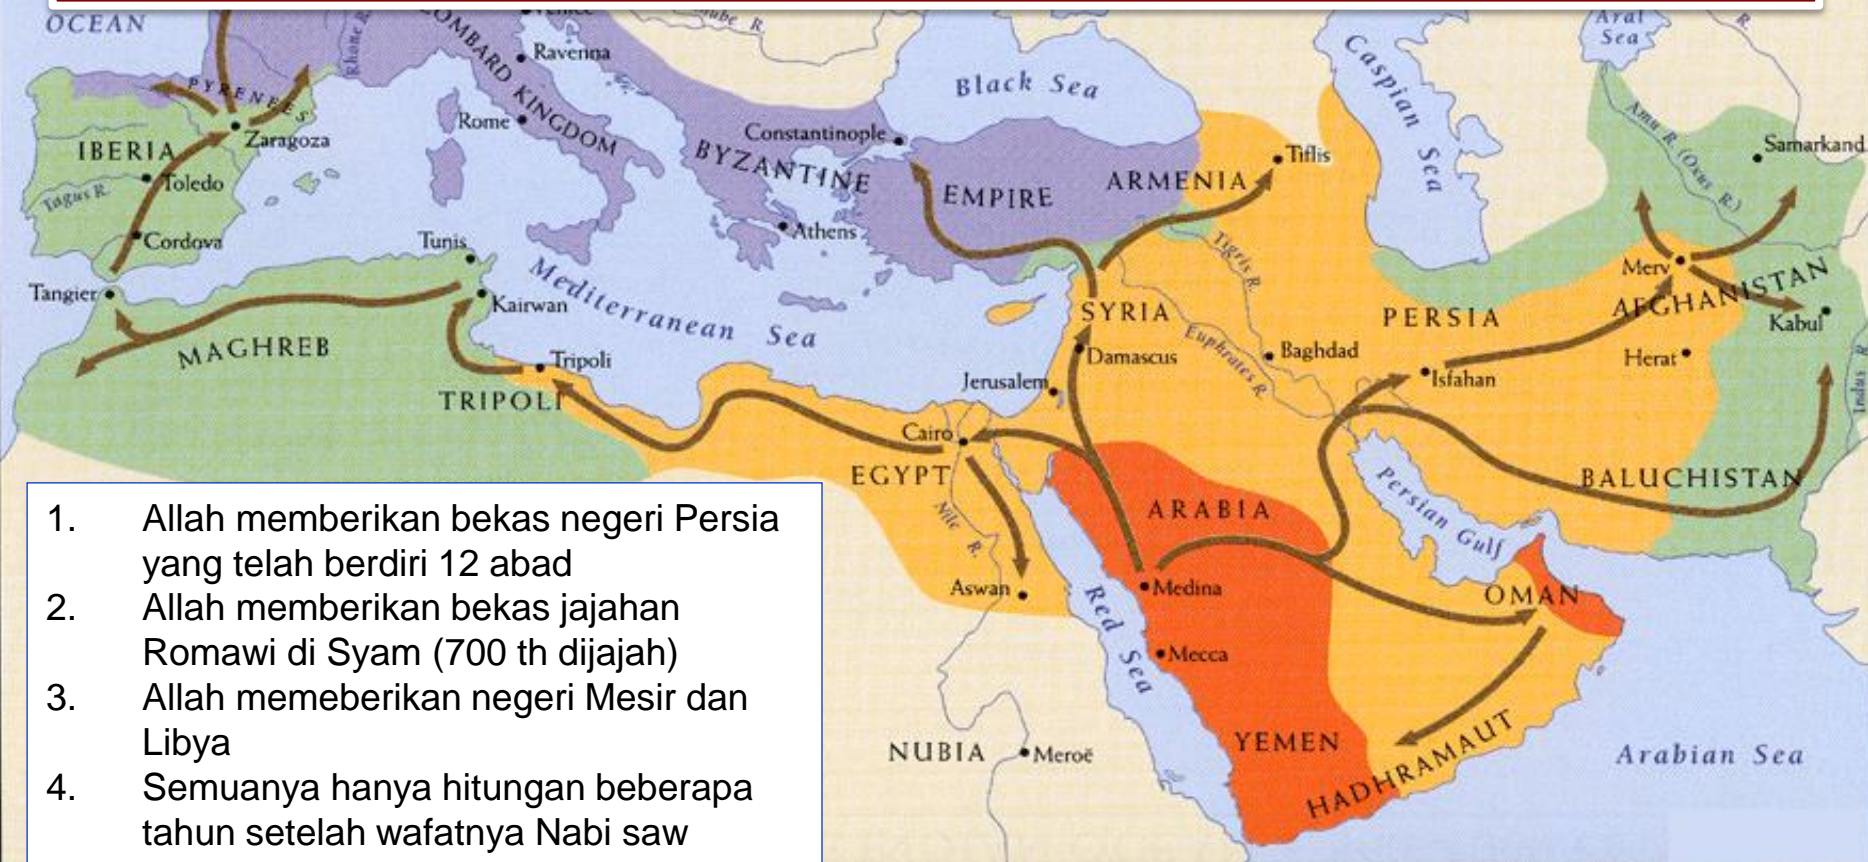 OCEAN
Rhone R.
LOMBARD KINGDOM
Venice
Ravenna
Danube R.
Black Sea
Caspian Sea
Aral
Sea
R.
PYRENEES
Zaragoza
IBERIA
Toledo
Tagus R.
Cordova
Rome
Constantinople
BYZANTINE
EMPIRE
ARMENIA
Tiflis
Amu R. (Oxus R.)
Samarkand
Athens
Tunis
Tangier
Kairwan
Mediterranean Sea
MAGHREB
Tripoli
TRIPOLI
SYRIA
Damascus
Jerusalem
Tigris R.
Euphrates R.
Baghdad
PERSIA
Isfahan
Merv
AFGHANISTAN
Kabul
Herat
Indus R.
Cairo
EGYPT
Nile R.
Aswan
ARABIA
Medina
Mecca
Red Sea
Persian Gulf
BALUCHISTAN
OMAN
YEMEN
HADHRAMAUT
Arabian Sea
NUBIA
Meroë
1. Allah memberikan bekas negeri Persia
yang telah berdiri 12 abad
2. Allah memberikan bekas jajahan
Romawi di Syam (700 th dijajah)
3. Allah memeberikan negeri Mesir dan
Libya
4. Semuanya hanya hitungan beberapa
tahun setelah wafatnya Nabi saw